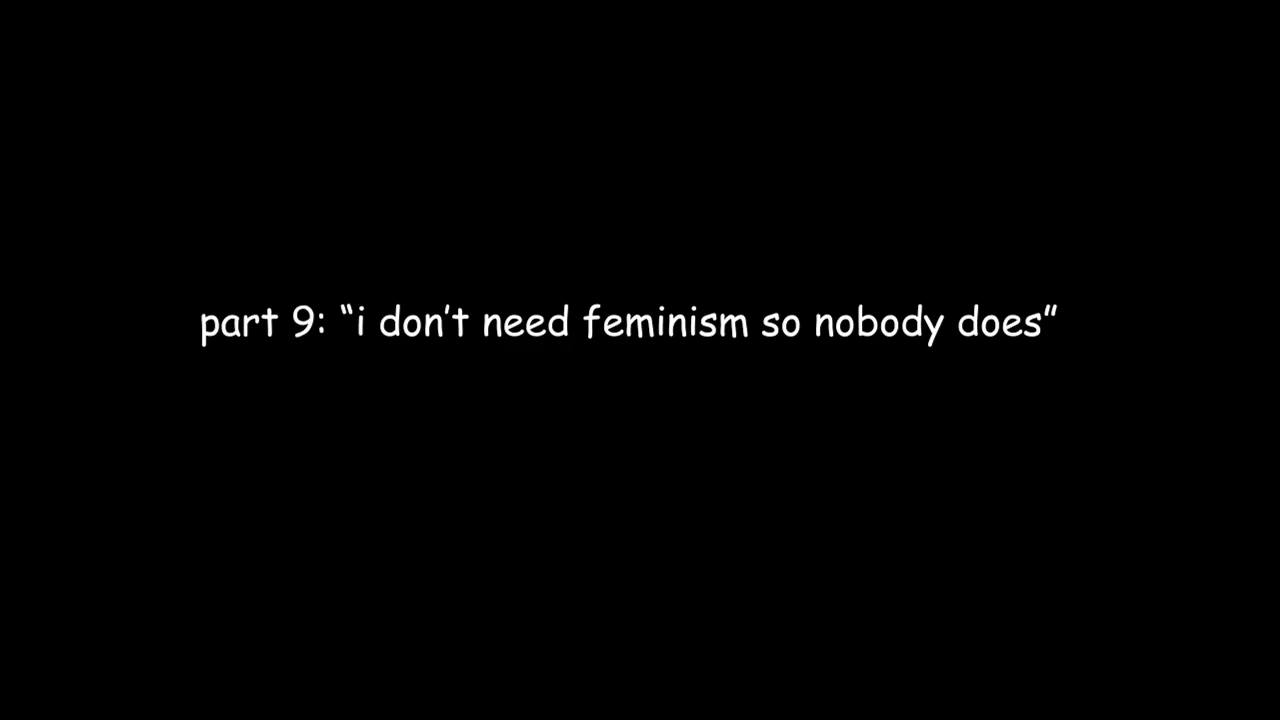 part 9: “i don’t need feminism so nobody does”